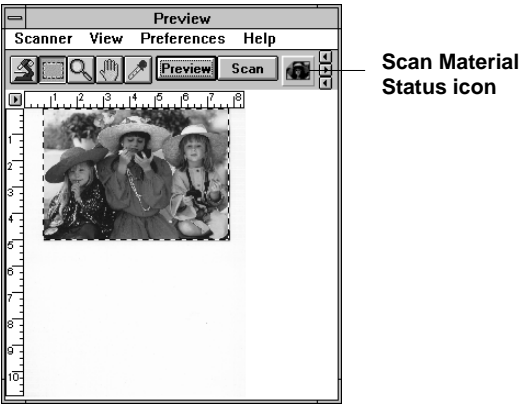 Preview
Scanner View Preferences Help
Preview Scan
Scan Material
Status icon
1 2 3 4 5 6 7 8
1
2
3
4
5
6
7
8
9
10